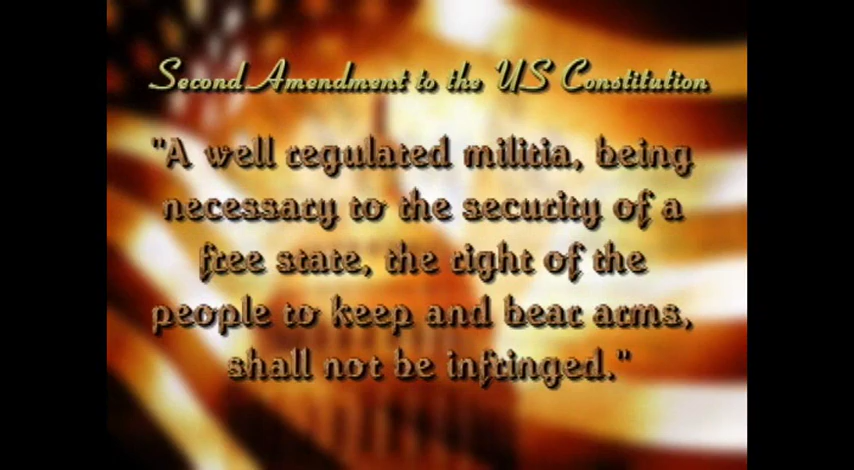 Second Amendment to the US Constitution
"A well regulated militia, being
necessary to the security of a
free state, the right of the
people to keep and bear arms,
shall not be infringed."